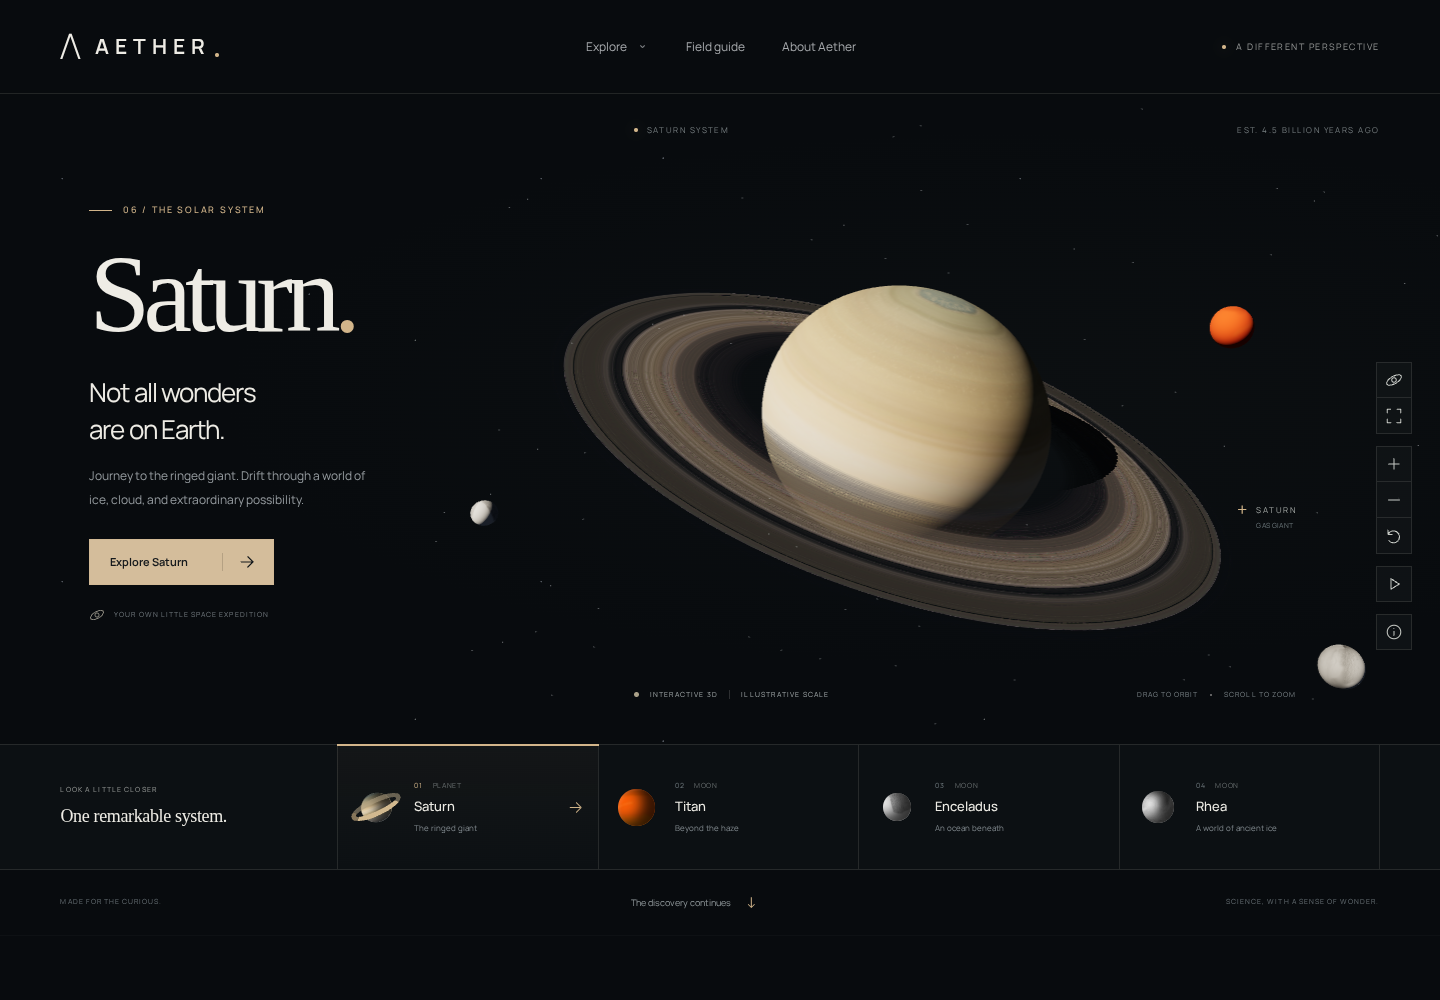 AETHER.
Explore
Field guide
About Aether
A DIFFERENT PERSPECTIVE
SATURN SYSTEM
EST. 4.5 BILLION YEARS AGO
06 / THE SOLAR SYSTEM
Saturn.
Not all wonders
are on Earth.
Journey to the ringed giant. Drift through a world of
ice, cloud, and extraordinary possibility.
Explore Saturn
YOUR OWN LITTLE SPACE EXPEDITION
SATURN
GAS GIANT
INTERACTIVE 3D | ILLUSTRATIVE SCALE
DRAG TO ORBIT • SCROLL TO ZOOM
LOOK A LITTLE CLOSER
One remarkable system.
01 PLANET
Saturn
The ringed giant
02 MOON
Titan
Beyond the haze
03 MOON
Enceladus
An ocean beneath
04 MOON
Rhea
A world of ancient ice
MADE FOR THE CURIOUS.
The discovery continues
SCIENCE, WITH A SENSE OF WONDER.